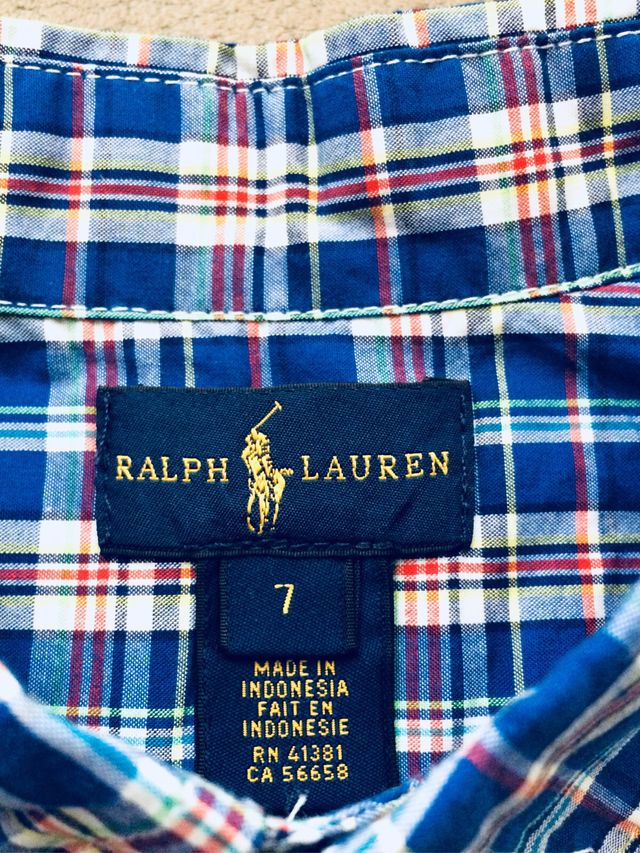 RALPH LAUREN
7
MADE IN
INDONESIA
FAIT EN
INDONESIE
RN 41381
CA 56658